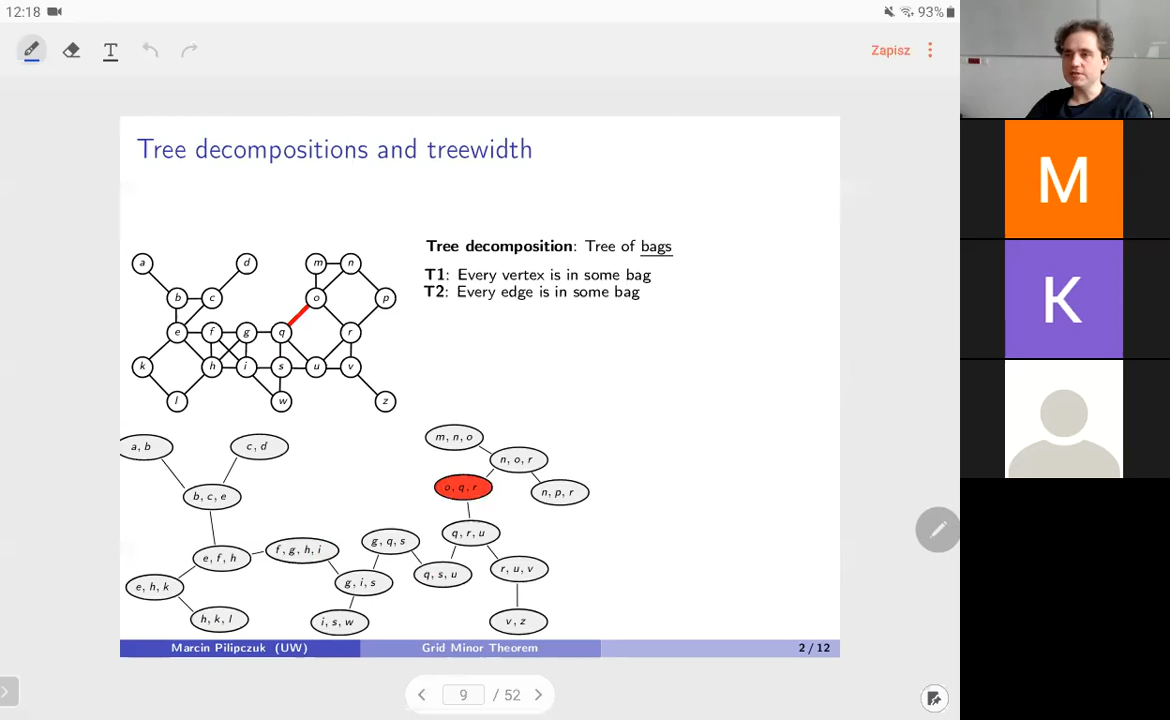 12:18
93%
T
Zapisz
Tree decompositions and treewidth
Tree decomposition: Tree of bags
T1: Every vertex is in some bag
T2: Every edge is in some bag
a
d
m
n
b
c
o
p
e
f
g
q
r
k
h
i
s
u
v
l
w
z
a, b
c, d
m, n, o
n, o, r
b, c, e
o, q, r
n, p, r
e, f, h
f, g, h, i
g, q, s
q, r, u
e, h, k
g, i, s
q, s, u
r, u, v
h, k, l
i, s, w
v, z
Marcin Pilipczuk (UW)
Grid Minor Theorem
2 / 12
9 / 52
M
K